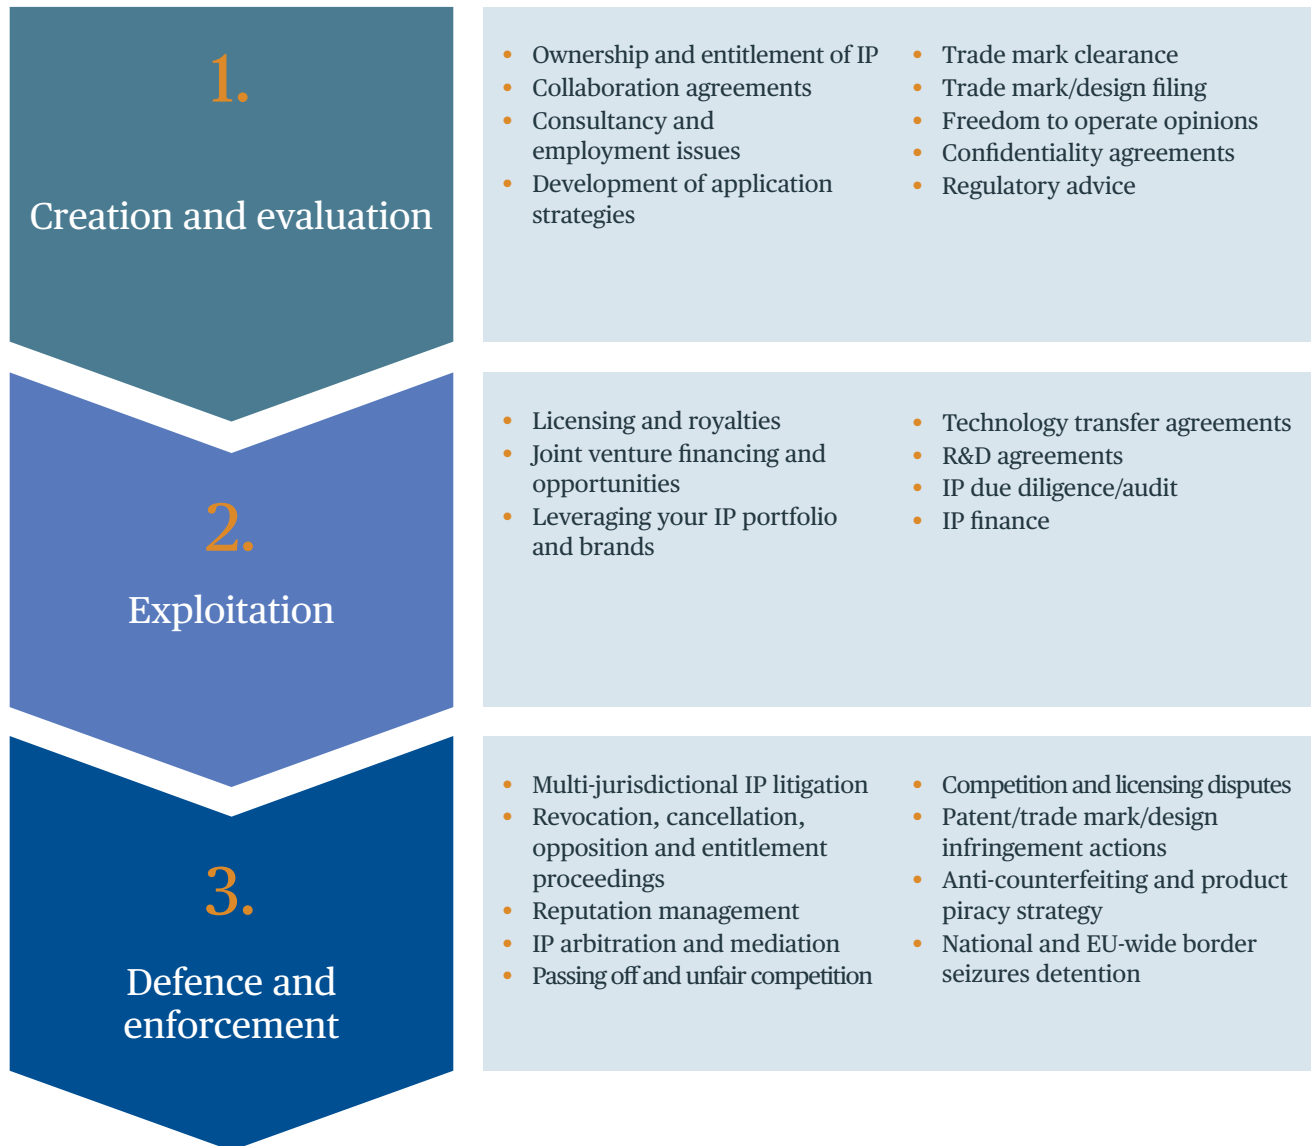 1.
Creation and evaluation
• Ownership and entitlement of IP
• Collaboration agreements
• Consultancy and
employment issues
• Development of application
strategies
• Trade mark clearance
• Trade mark/design filing
• Freedom to operate opinions
• Confidentiality agreements
• Regulatory advice
2.
Exploitation
• Licensing and royalties
• Joint venture financing and
opportunities
• Leveraging your IP portfolio
and brands
• Technology transfer agreements
• R&D agreements
• IP due diligence/audit
• IP finance
3.
Defence and
enforcement
• Multi-jurisdictional IP litigation
• Revocation, cancellation,
opposition and entitlement
proceedings
• Reputation management
• IP arbitration and mediation
• Passing off and unfair competition
• Competition and licensing disputes
• Patent/trade mark/design
infringement actions
• Anti-counterfeiting and product
piracy strategy
• National and EU-wide border
seizures detention